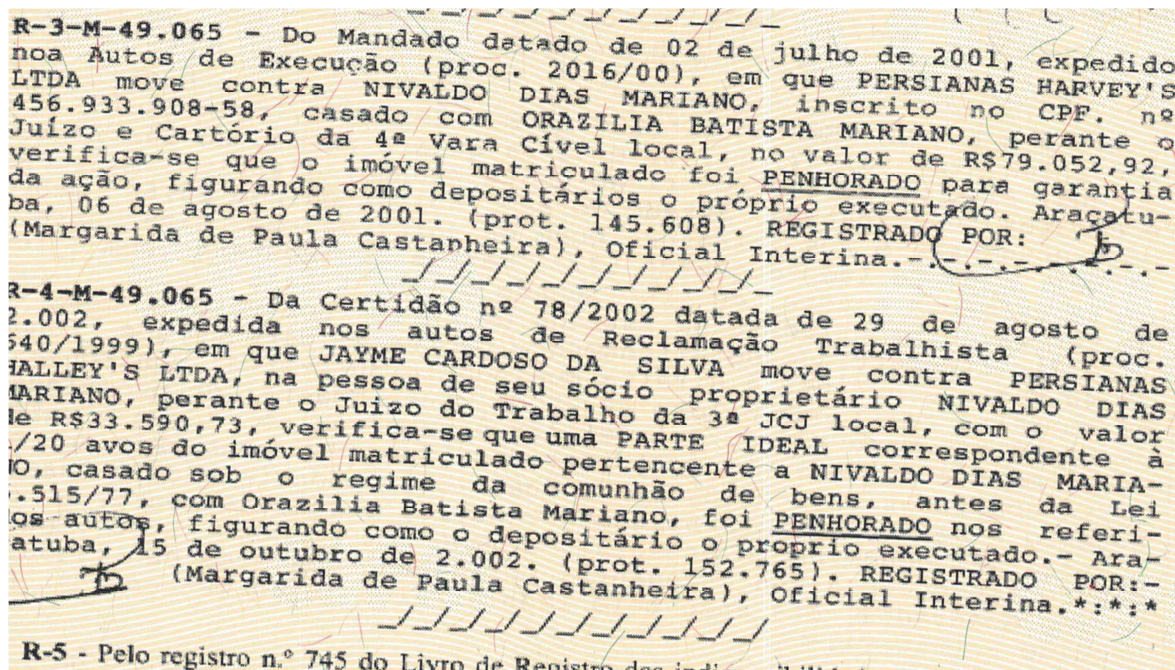 R-3-M-49.065 - Do Mandado datado de 02 de julho de 2001, expedido
noa Autos de Execução (proc. 2016/00), em que PERSIANAS HARVEY'S
LTDA move contra NIVALDO DIAS MARIANO, inscrito no CPF. nº
456.933.908-58, casado com ORAZILIA BATISTA MARIANO, perante o
Juízo e Cartório da 4ª Vara Cível local, no valor de R$79.052,92,
verifica-se que o imóvel matriculado foi PENHORADO para garantia
da ação, figurando como depositários o próprio executado. Araçatu-
ba, 06 de agosto de 2001. (prot. 145.608). REGISTRADO POR:
(Margarida de Paula Castanheira), Oficial Interina.-.-.-.-.-.-.-
R-4-M-49.065 - Da Certidão nº 78/2002 datada de 29 de agosto de
2.002, expedida nos autos de Reclamação Trabalhista (proc.
640/1999), em que JAYME CARDOSO DA SILVA move contra PERSIANAS
HALLEY'S LTDA, na pessoa de seu sócio proprietário NIVALDO DIAS
MARIANO, perante o Juizo do Trabalho da 3ª JCJ local, com o valor
de R$33.590,73, verifica-se que uma PARTE IDEAL correspondente à
/20 avos do imóvel matriculado pertencente a NIVALDO DIAS MARIA-
NO, casado sob o regime da comunhão de bens, antes da Lei
.515/77, com Orazilia Batista Mariano, foi PENHORADO nos referi-
os autos, figurando como o depositário o proprio executado.- Ara-
atuba, 15 de outubro de 2.002. (prot. 152.765). REGISTRADO POR:-
(Margarida de Paula Castanheira), Oficial Interina.*:*:*
R-5 - Pelo registro n.º 745 do Livro de Registro das